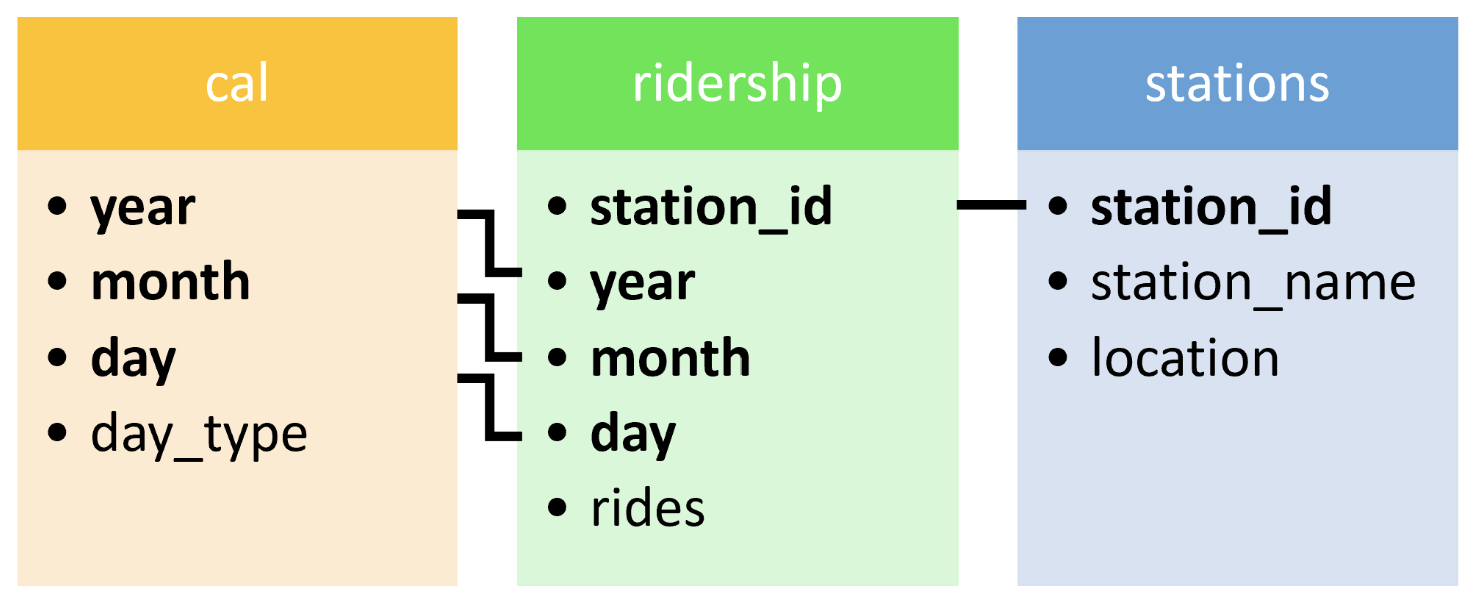 cal
• year
• month
• day
• day_type
ridership
• station_id
• year
• month
• day
• rides
stations
• station_id
• station_name
• location